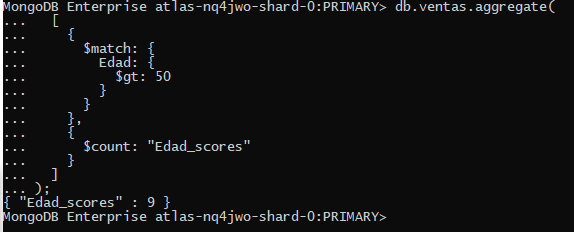 MongoDB Enterprise atlas-nq4jwo-shard-0:PRIMARY> db.ventas.aggregate(
...    [
...      {
...        $match: {
...          Edad: {
...            $gt: 50
...          }
...        }
...      },
...      {
...        $count: "Edad_scores"
...      }
...    ]
... );
{ "Edad_scores" : 9 }
MongoDB Enterprise atlas-nq4jwo-shard-0:PRIMARY>